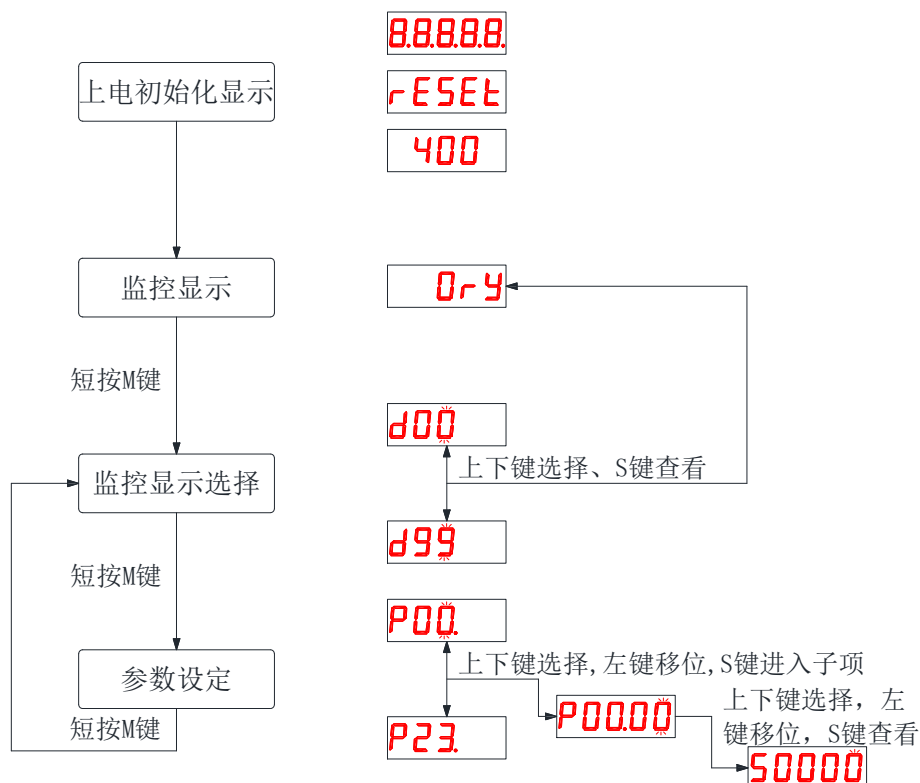 8.8.8.8.8.
上电初始化显示
rESEt
400
监控显示
0rY
短按M键
d00
上下键选择、S键查看
监控显示选择
d99
短按M键
P00.
上下键选择,左键移位,S键进入子项
参数设定
P00.00
上下键选择，左
键移位，S键查看
短按M键
P23.
50000